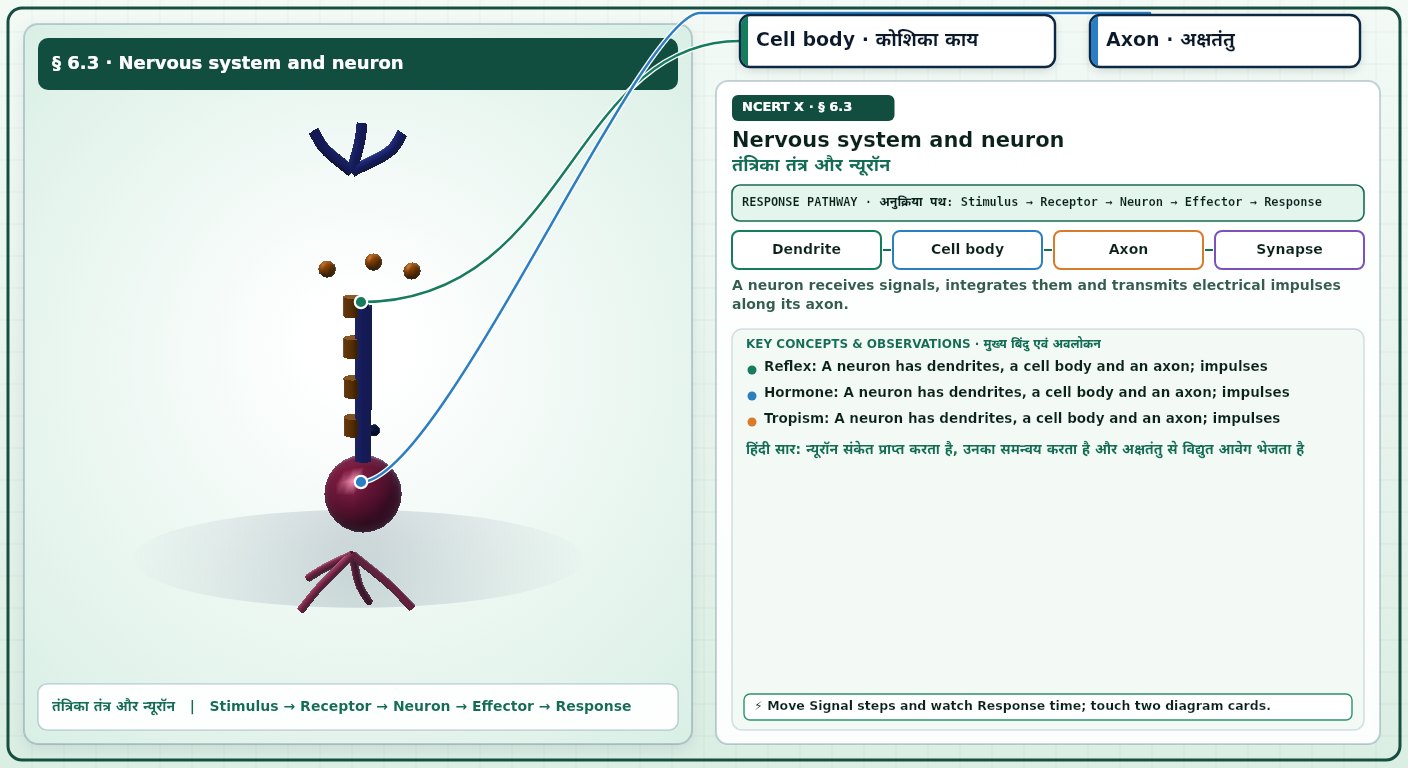 § 6.3 · Nervous system and neuron
Cell body · कोशिका काय
Axon · अक्षतंतु
NCERT X · § 6.3
Nervous system and neuron
तंत्रिका तंत्र और न्यूरॉन
RESPONSE PATHWAY · अनुक्रिया पथ: Stimulus → Receptor → Neuron → Effector → Response
Dendrite
Cell body
Axon
Synapse
A neuron receives signals, integrates them and transmits electrical impulses
along its axon.
KEY CONCEPTS & OBSERVATIONS · मुख्य बिंदु एवं अवलोकन
Reflex: A neuron has dendrites, a cell body and an axon; impulses
Hormone: A neuron has dendrites, a cell body and an axon; impulses
Tropism: A neuron has dendrites, a cell body and an axon; impulses
हिंदी सार: न्यूरॉन संकेत प्राप्त करता है, उनका समन्वय करता है और अक्षतंतु से विद्युत आवेग भेजता है
⚡ Move Signal steps and watch Response time; touch two diagram cards.
तंत्रिका तंत्र और न्यूरॉन | Stimulus → Receptor → Neuron → Effector → Response